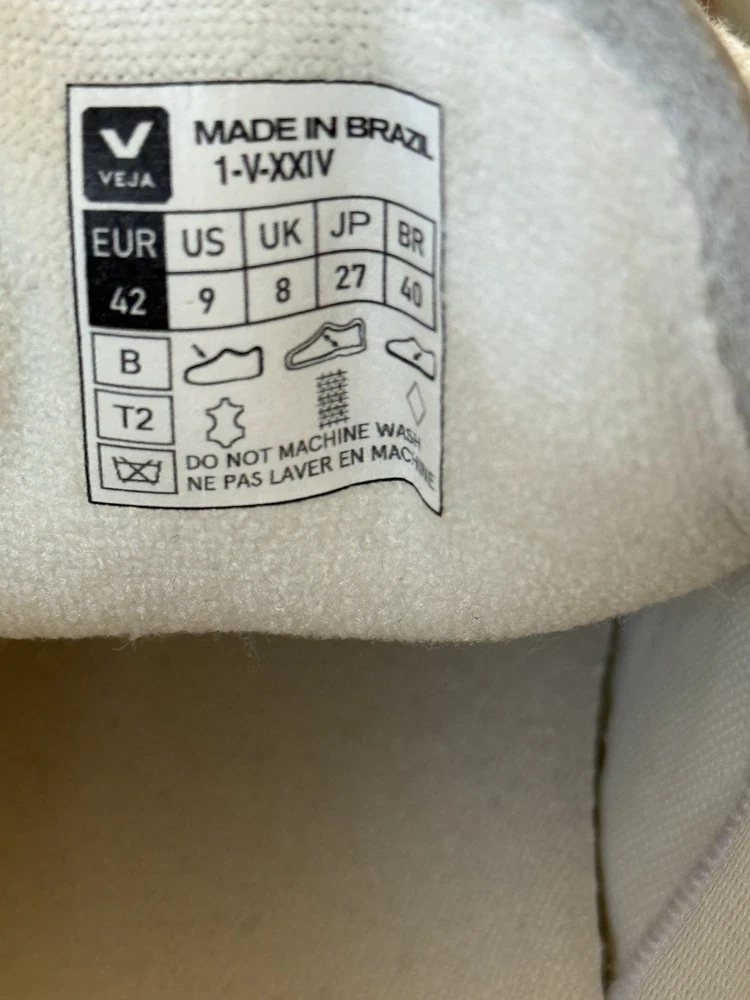 VEJA
MADE IN BRAZIL
1-V-XXIV
EUR US UK JP BR
42 9 8 27 40
B
T2
DO NOT MACHINE WASH
NE PAS LAVER EN MACHINE